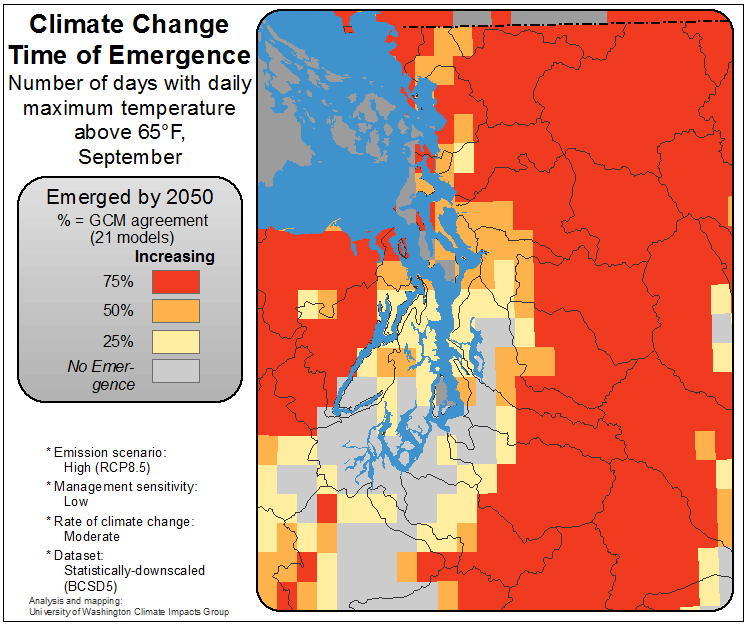 Climate Change
Time of Emergence
Number of days with daily
maximum temperature
above 65°F,
September
Emerged by 2050
% = GCM agreement
(21 models)
Increasing
75%
50%
25%
No Emer-
gence
* Emission scenario:
High (RCP8.5)
* Management sensitivity:
Low
* Rate of climate change:
Moderate
* Dataset:
Statistically-downscaled
(BCSD5)
Analysis and mapping:
University of Washington Climate Impacts Group